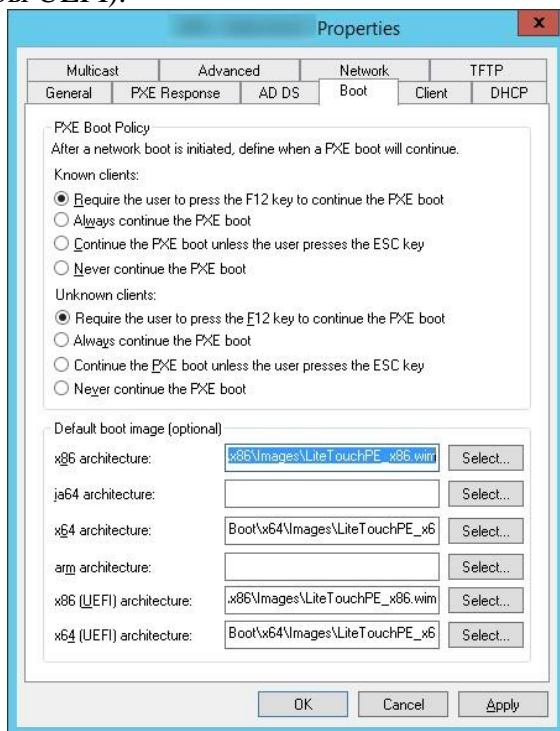 Properties
x
Multicast Advanced Network TFTP
General PXE Response AD DS Boot Client DHCP
PXE Boot Policy
After a network boot is initiated, define when a PXE boot will continue.
Known clients:
Require the user to press the F12 key to continue the PXE boot
Always continue the PXE boot
Continue the PXE boot unless the user presses the ESC key
Never continue the PXE boot
Unknown clients:
Require the user to press the F12 key to continue the PXE boot
Always continue the PXE boot
Continue the PXE boot unless the user presses the ESC key
Never continue the PXE boot
Default boot image (optional)
x86 architecture: .x86\Images\LiteTouchPE_x86.wim Select...
ia64 architecture: Select...
x64 architecture: Boot\x64\Images\LiteTouchPE_x6 Select...
arm architecture: Select...
x86 (UEFI) architecture: .x86\Images\LiteTouchPE_x86.wim Select...
x64 (UEFI) architecture: Boot\x64\Images\LiteTouchPE_x6 Select...
OK Cancel Apply